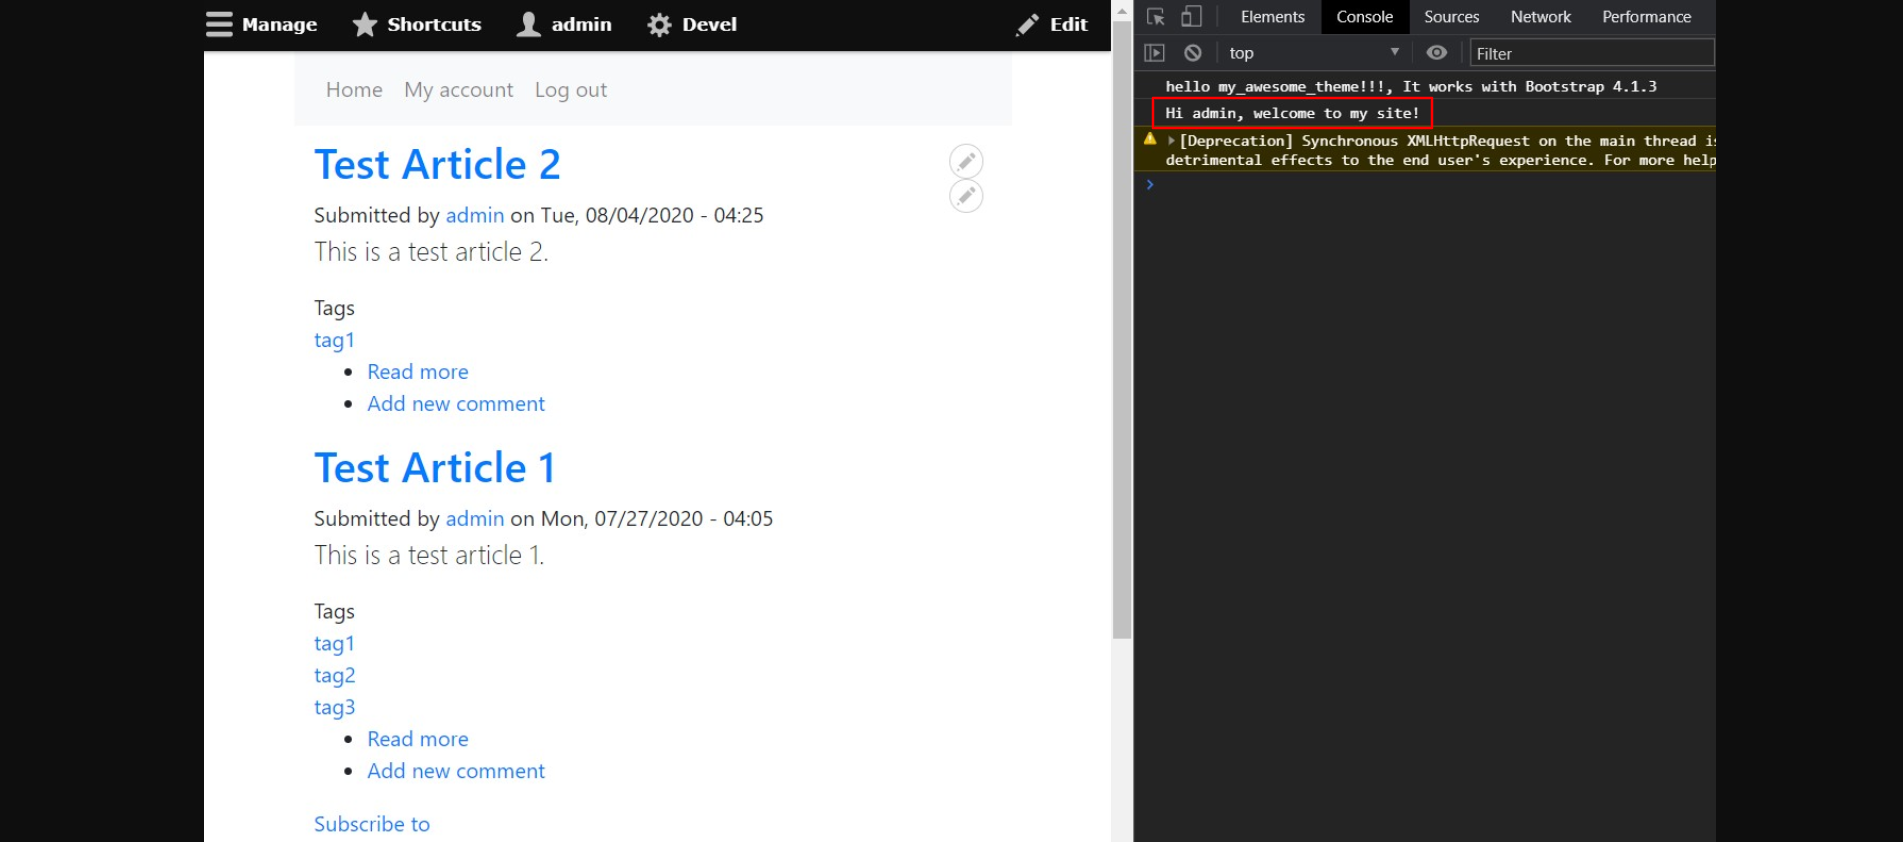 Manage Shortcuts admin Devel Edit
Home My account Log out
Test Article 2
Submitted by admin on Tue, 08/04/2020 - 04:25
This is a test article 2.
Tags
tag1
Read more
Add new comment
Test Article 1
Submitted by admin on Mon, 07/27/2020 - 04:05
This is a test article 1.
Tags
tag1
tag2
tag3
Read more
Add new comment
Subscribe to
Elements Console Sources Network Performance
top Filter
hello my_awesome_theme!!!, It works with Bootstrap 4.1.3
Hi admin, welcome to my site!
[Deprecation] Synchronous XMLHttpRequest on the main thread is
detrimental effects to the end user's experience. For more help